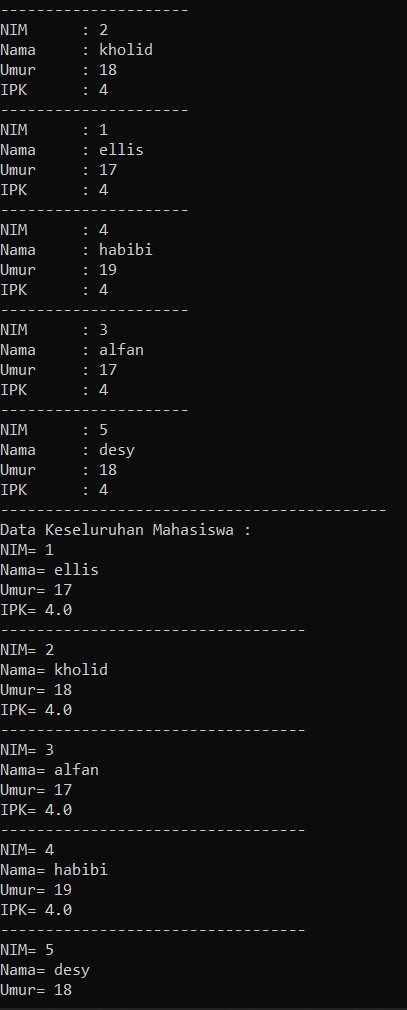 ---------------------
NIM      : 2
Nama     : kholid
Umur     : 18
IPK      : 4
---------------------
NIM      : 1
Nama     : ellis
Umur     : 17
IPK      : 4
---------------------
NIM      : 4
Nama     : habibi
Umur     : 19
IPK      : 4
---------------------
NIM      : 3
Nama     : alfan
Umur     : 17
IPK      : 4
---------------------
NIM      : 5
Nama     : desy
Umur     : 18
IPK      : 4
-------------------------------------------
Data Keseluruhan Mahasiswa :
NIM= 1
Nama= ellis
Umur= 17
IPK= 4.0
----------------------------------
NIM= 2
Nama= kholid
Umur= 18
IPK= 4.0
----------------------------------
NIM= 3
Nama= alfan
Umur= 17
IPK= 4.0
----------------------------------
NIM= 4
Nama= habibi
Umur= 19
IPK= 4.0
----------------------------------
NIM= 5
Nama= desy
Umur= 18